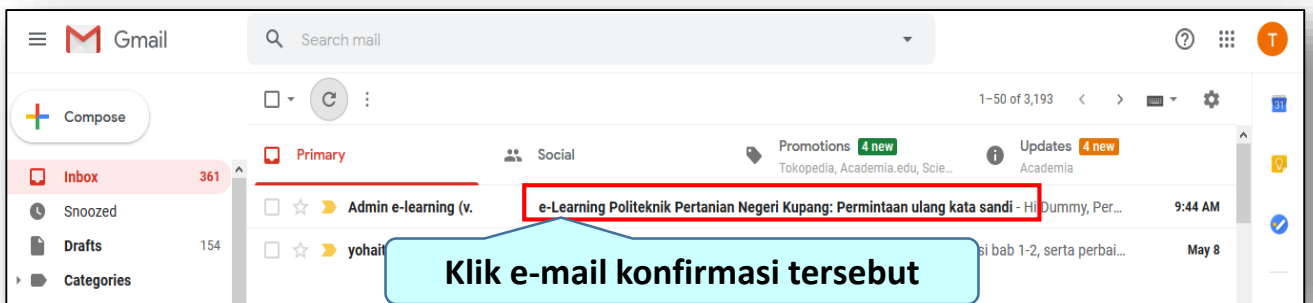 Gmail
Search mail
T
Compose
1–50 of 3,193
31
Primary
Social
Promotions 4 new
Tokopedia, Academia.edu, Scie...
Updates 4 new
Academia
Inbox 361
Snoozed
Drafts 154
Categories
Admin e-learning (v. e-Learning Politeknik Pertanian Negeri Kupang: Permintaan ulang kata sandi - Hi Dummy, Per... 9:44 AM
yohait si bab 1-2, serta perbai... May 8
Klik e-mail konfirmasi tersebut